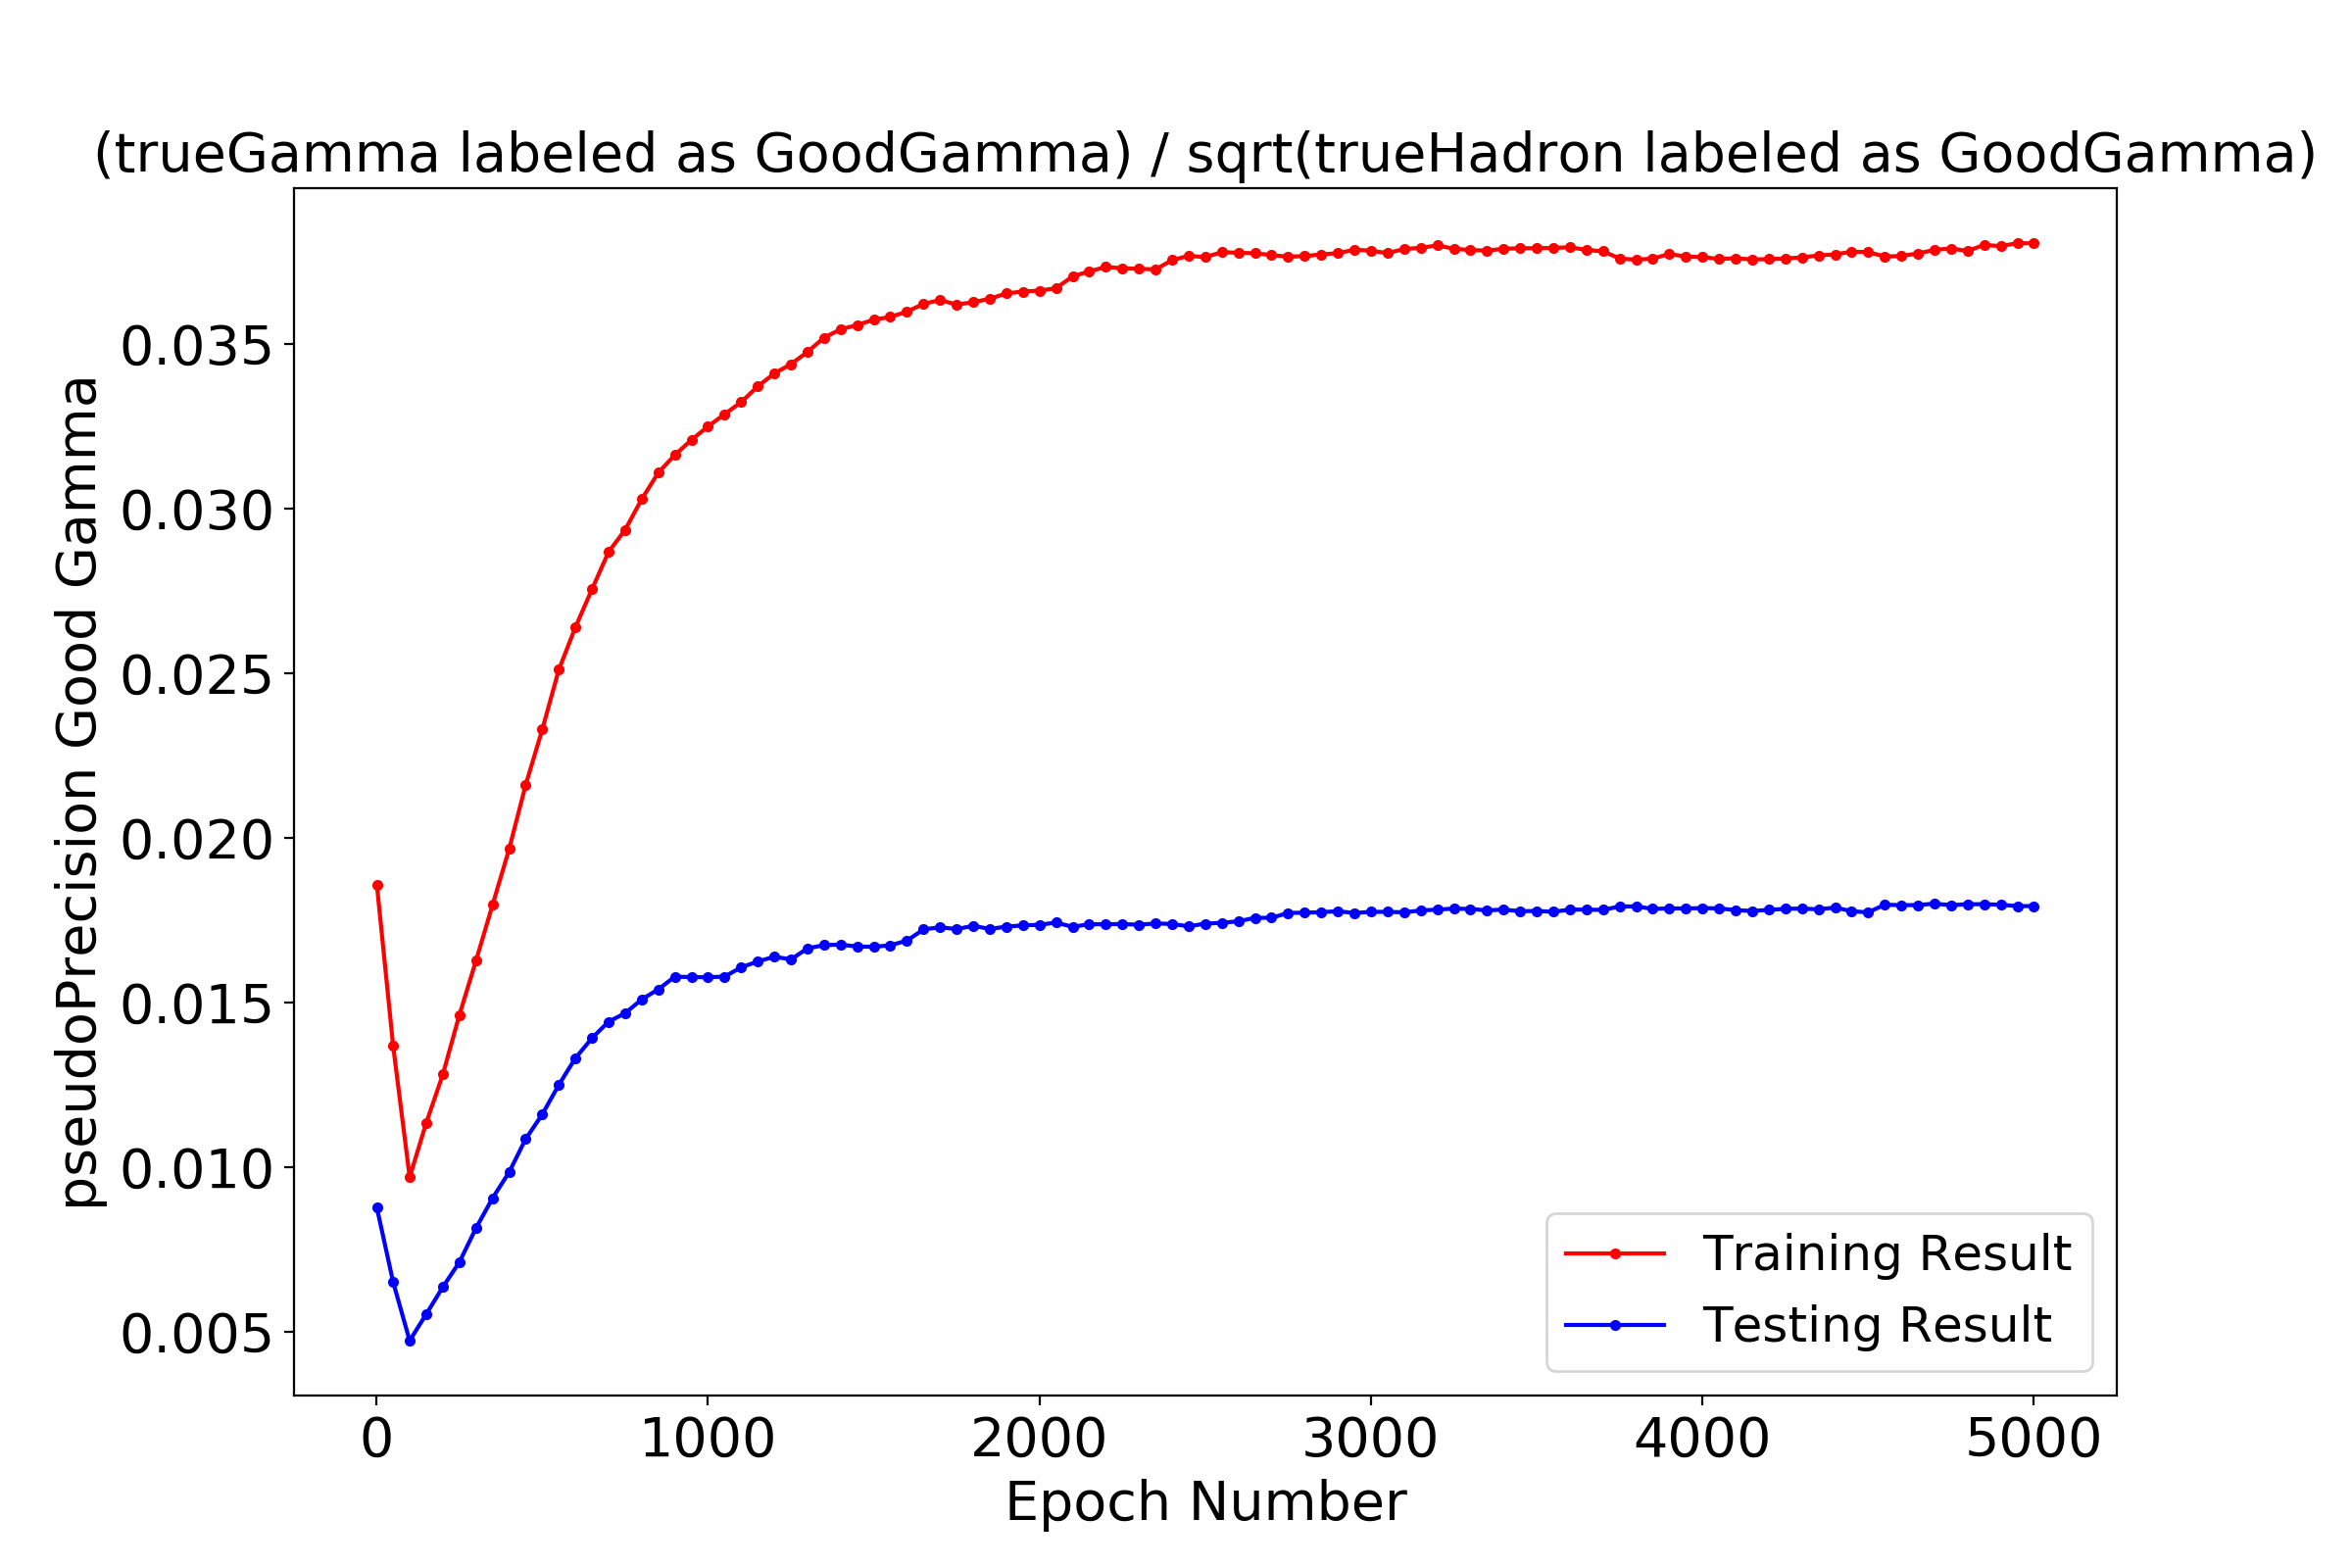 (trueGamma labeled as GoodGamma) / sqrt(trueHadron labeled as GoodGamma)
pseudoPrecision Good Gamma
0.035
0.030
0.025
0.020
0.015
0.010
0.005
Training Result
Testing Result
0 1000 2000 3000 4000 5000
Epoch Number